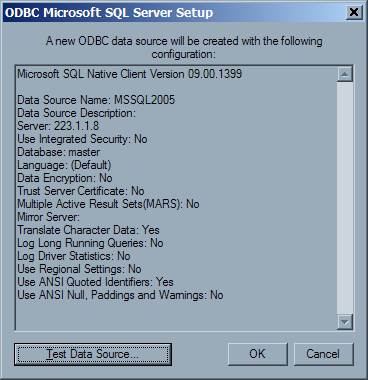 ODBC Microsoft SQL Server Setup
A new ODBC data source will be created with the following
configuration:
Microsoft SQL Native Client Version 09.00.1399
Data Source Name: MSSQL2005
Data Source Description:
Server: 223.1.1.8
Use Integrated Security: No
Database: master
Language: (Default)
Data Encryption: No
Trust Server Certificate: No
Multiple Active Result Sets(MARS): No
Mirror Server:
Translate Character Data: Yes
Log Long Running Queries: No
Log Driver Statistics: No
Use Regional Settings: No
Use ANSI Quoted Identifiers: Yes
Use ANSI Null, Paddings and Warnings: No
Test Data Source...
OK
Cancel